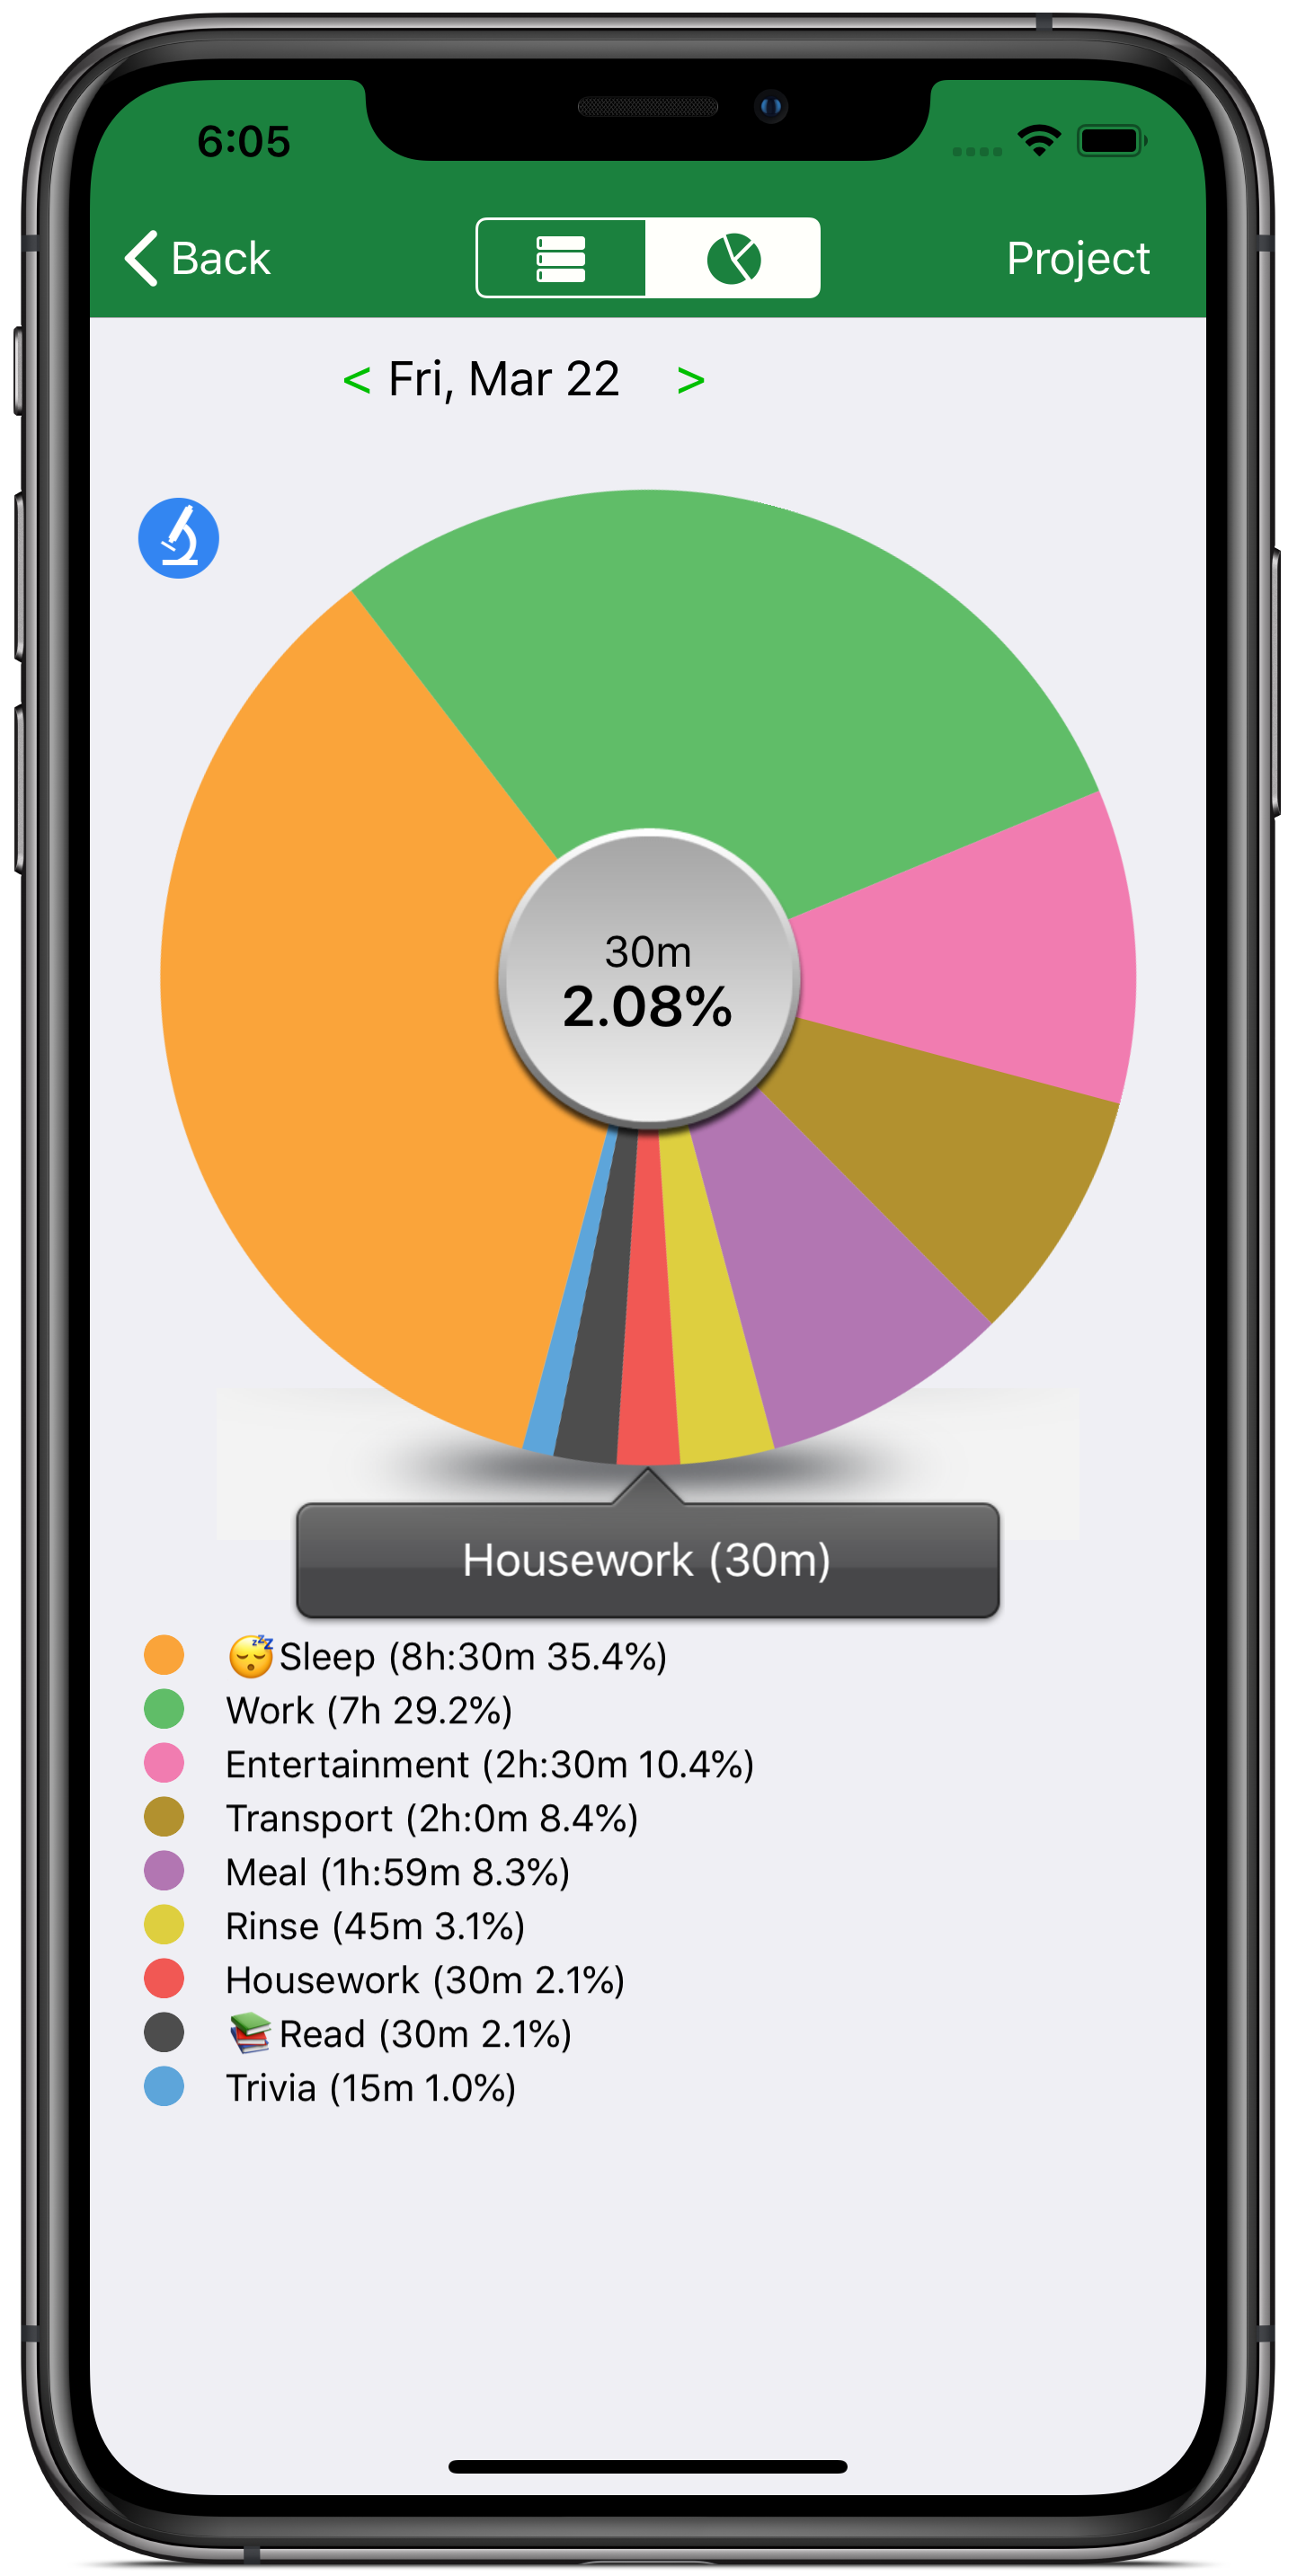 6:05
Back
Project
< Fri, Mar 22 >
30m
2.08%
Housework (30m)
😴Sleep (8h:30m 35.4%)
Work (7h 29.2%)
Entertainment (2h:30m 10.4%)
Transport (2h:0m 8.4%)
Meal (1h:59m 8.3%)
Rinse (45m 3.1%)
Housework (30m 2.1%)
📚Read (30m 2.1%)
Trivia (15m 1.0%)